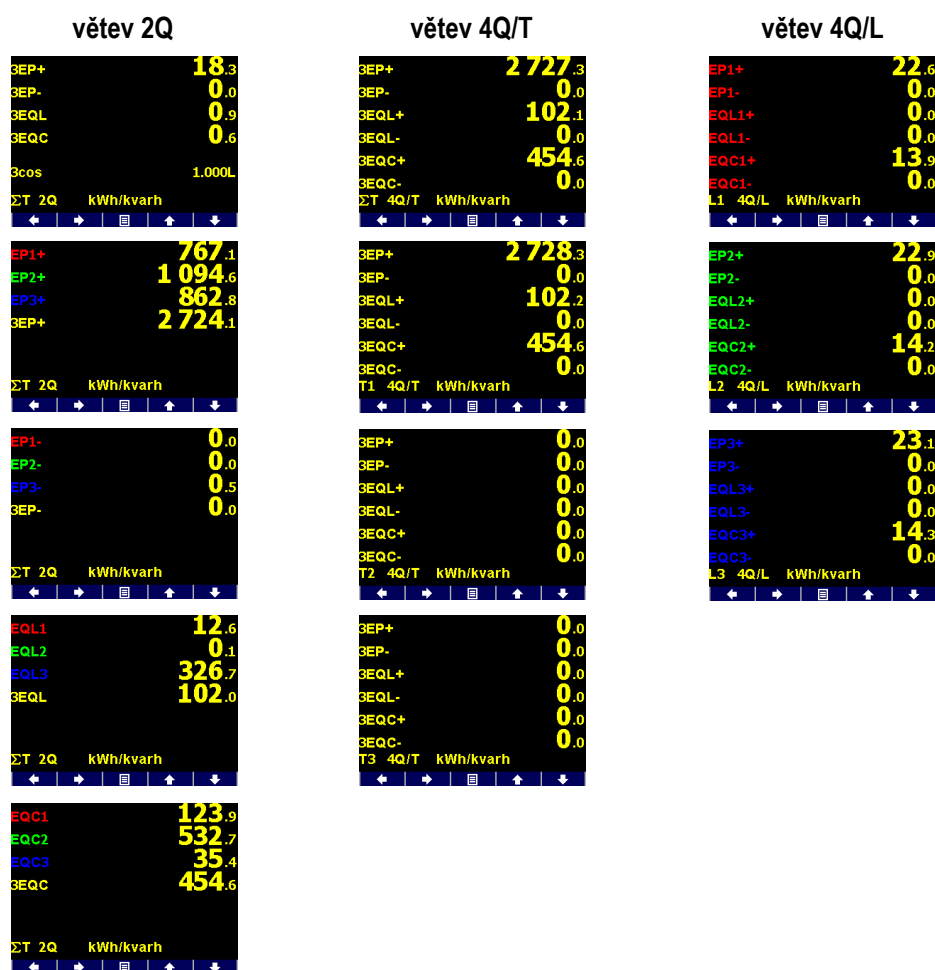 větev 2Q
3EP+ 18.3
3EP- 0.0
3EQL 0.9
3EQC 0.6
3cos 1.000L
ΣT 2Q kWh/kvarh
EP1+ 767.1
EP2+ 1 094.6
EP3+ 862.8
3EP+ 2 724.1
ΣT 2Q kWh/kvarh
EP1- 0.0
EP2- 0.0
EP3- 0.5
3EP- 0.0
ΣT 2Q kWh/kvarh
EQL1 12.6
EQL2 0.1
EQL3 326.7
3EQL 102.0
ΣT 2Q kWh/kvarh
EQC1 123.9
EQC2 532.7
EQC3 35.4
3EQC 454.6
ΣT 2Q kWh/kvarh
větev 4Q/T
3EP+ 2 727.3
3EP- 0.0
3EQL+ 102.1
3EQL- 0.0
3EQC+ 454.6
3EQC- 0.0
ΣT 4Q/T kWh/kvarh
3EP+ 2 728.3
3EP- 0.0
3EQL+ 102.2
3EQL- 0.0
3EQC+ 454.6
3EQC- 0.0
T1 4Q/T kWh/kvarh
3EP+ 0.0
3EP- 0.0
3EQL+ 0.0
3EQL- 0.0
3EQC+ 0.0
3EQC- 0.0
T2 4Q/T kWh/kvarh
3EP+ 0.0
3EP- 0.0
3EQL+ 0.0
3EQL- 0.0
3EQC+ 0.0
3EQC- 0.0
T3 4Q/T kWh/kvarh
větev 4Q/L
EP1+ 22.6
EP1- 0.0
EQL1+ 0.0
EQL1- 0.0
EQC1+ 13.9
EQC1- 0.0
L1 4Q/L kWh/kvarh
EP2+ 22.9
EP2- 0.0
EQL2+ 0.0
EQL2- 0.0
EQC2+ 14.2
EQC2- 0.0
L2 4Q/L kWh/kvarh
EP3+ 23.1
EP3- 0.0
EQL3+ 0.0
EQL3- 0.0
EQC3+ 14.3
EQC3- 0.0
L3 4Q/L kWh/kvarh